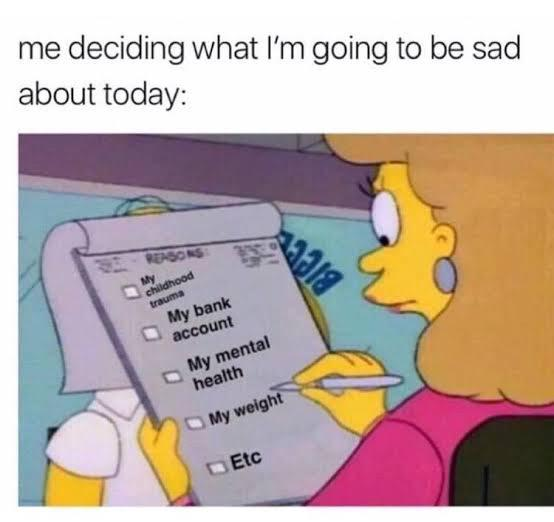 me deciding what I'm going to be sad
about today:
REASONS:
My
childhood
trauma
My bank
account
My mental
health
My weight
Etc